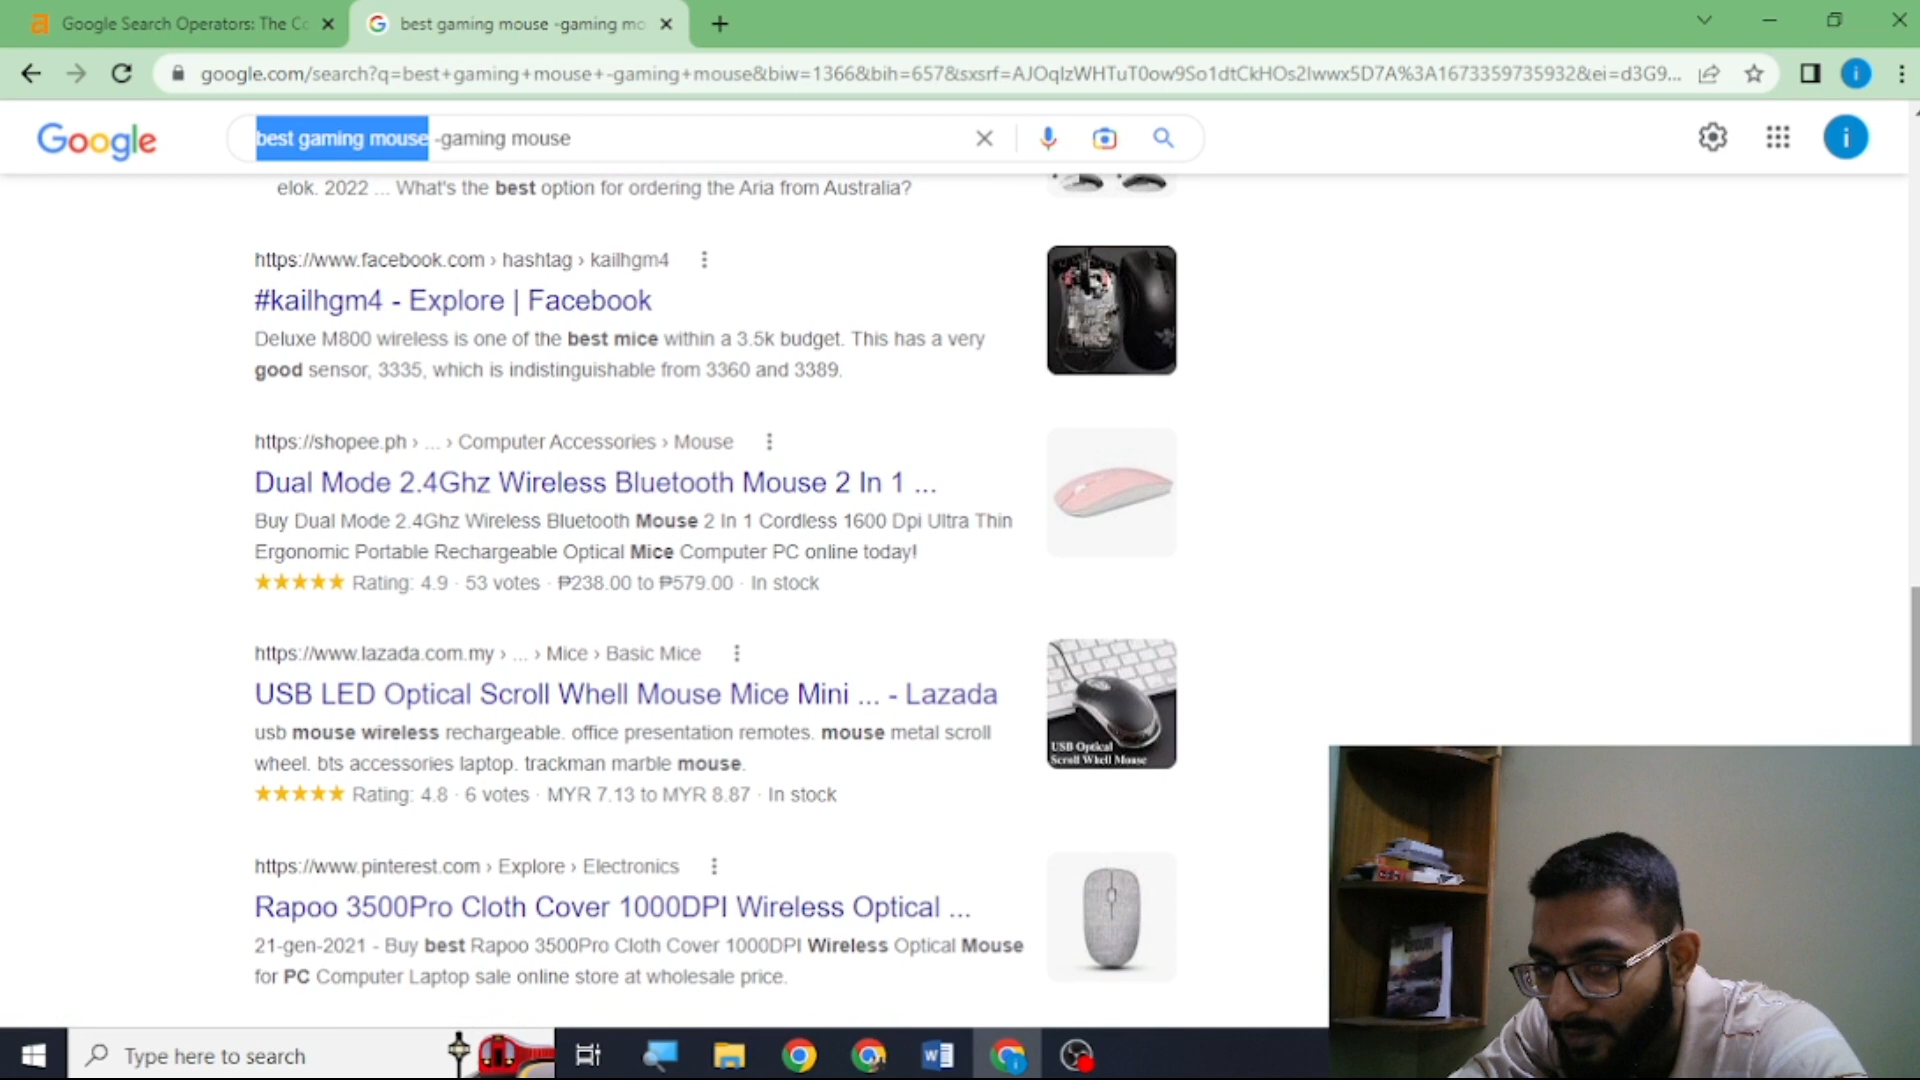 Google Search Operators: The Co
best gaming mouse -gaming mo
google.com/search?q=best+gaming+mouse+-gaming+mouse&biw=1366&bih=657&sxsrf=AJOqlzWHTuT0ow9So1dtCkHOs2Iwwx5D7A%3A1673359735932&ei=d3G9...
i
Google
best gaming mouse -gaming mouse
i
elok. 2022 ... What's the best option for ordering the Aria from Australia?
https://www.facebook.com › hashtag › kailhgm4
#kailhgm4 - Explore | Facebook
Deluxe M800 wireless is one of the best mice within a 3.5k budget. This has a very
good sensor, 3335, which is indistinguishable from 3360 and 3389.
https://shopee.ph › ... › Computer Accessories › Mouse
Dual Mode 2.4Ghz Wireless Bluetooth Mouse 2 In 1 ...
Buy Dual Mode 2.4Ghz Wireless Bluetooth Mouse 2 In 1 Cordless 1600 Dpi Ultra Thin
Ergonomic Portable Rechargeable Optical Mice Computer PC online today!
Rating: 4.9 · 53 votes · ₱238.00 to ₱579.00 · In stock
https://www.lazada.com.my › ... › Mice › Basic Mice
USB LED Optical Scroll Whell Mouse Mice Mini ... - Lazada
usb mouse wireless rechargeable. office presentation remotes. mouse metal scroll
wheel. bts accessories laptop. trackman marble mouse.
Rating: 4.8 · 6 votes · MYR 7.13 to MYR 8.87 · In stock
USB Optical
Scroll Whell Mouse
https://www.pinterest.com › Explore › Electronics
Rapoo 3500Pro Cloth Cover 1000DPI Wireless Optical ...
21-gen-2021 - Buy best Rapoo 3500Pro Cloth Cover 1000DPI Wireless Optical Mouse
for PC Computer Laptop sale online store at wholesale price.
Type here to search